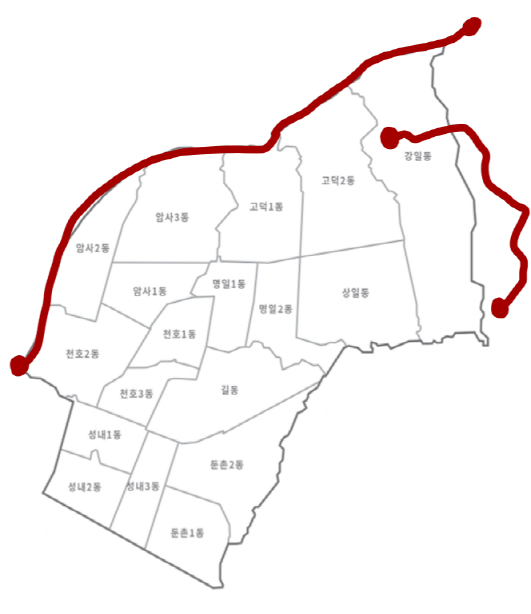 강일동
고덕2동
고덕1동
암사3동
암사2동
암사1동
명일1동
명일2동
상일동
천호1동
천호2동
천호3동
길동
성내1동
둔촌2동
성내2동
성내3동
둔촌1동